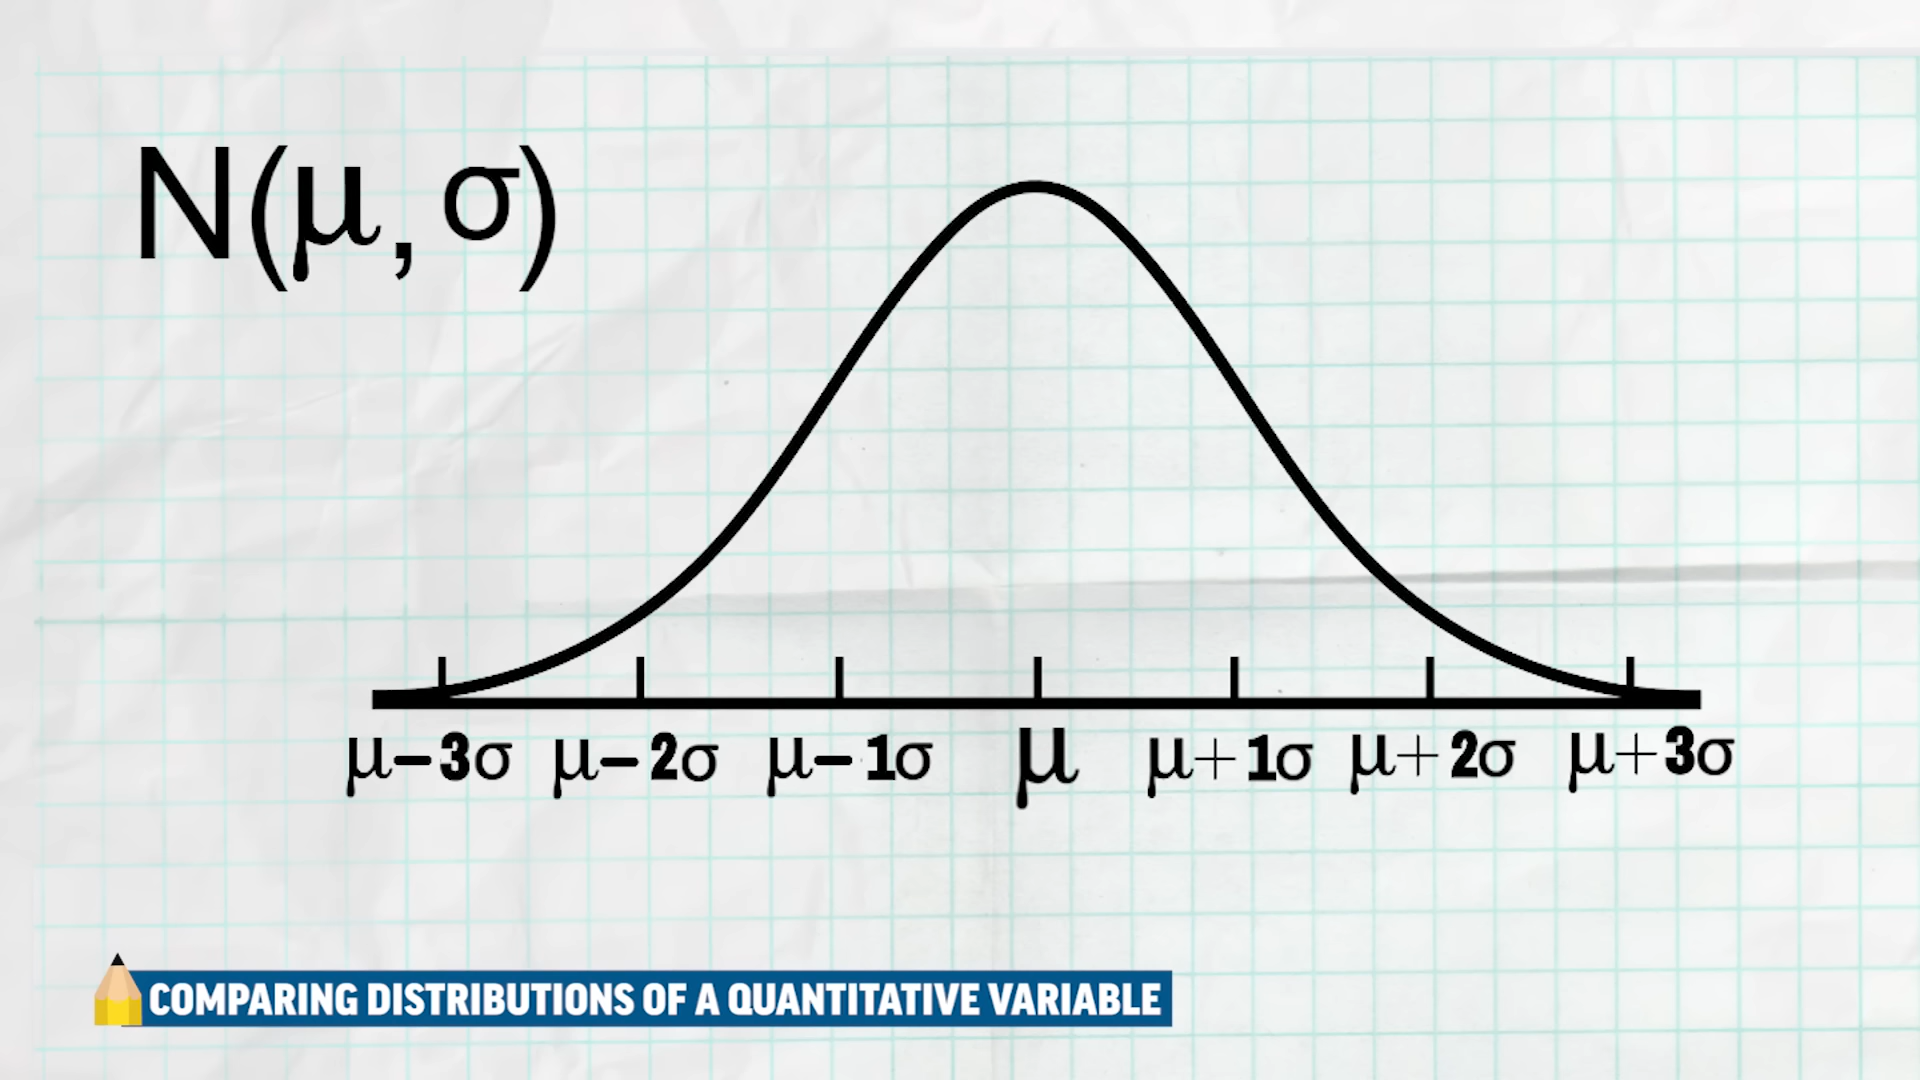 N(μ, σ)
μ–3σ μ–2σ μ–1σ μ μ+1σ μ+2σ μ+3σ
COMPARING DISTRIBUTIONS OF A QUANTITATIVE VARIABLE